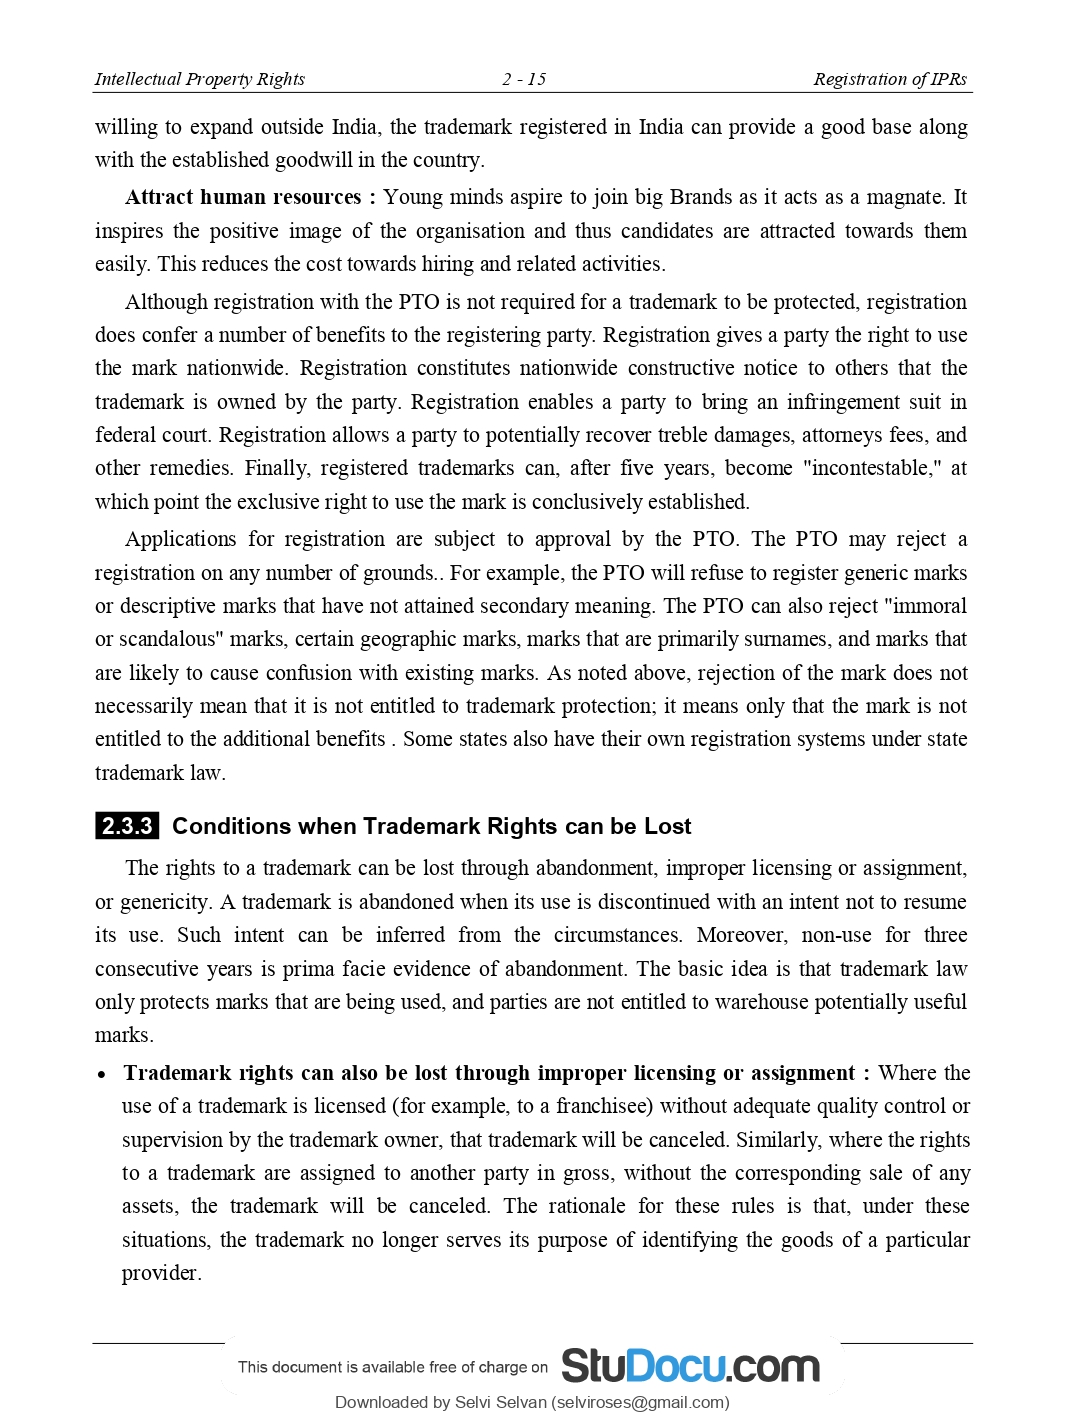 Intellectual Property Rights 2 - 15 Registration of IPRs
willing to expand outside India, the trademark registered in India can provide a good base along
with the established goodwill in the country.
Attract human resources : Young minds aspire to join big Brands as it acts as a magnate. It
inspires the positive image of the organisation and thus candidates are attracted towards them
easily. This reduces the cost towards hiring and related activities.
Although registration with the PTO is not required for a trademark to be protected, registration
does confer a number of benefits to the registering party. Registration gives a party the right to use
the mark nationwide. Registration constitutes nationwide constructive notice to others that the
trademark is owned by the party. Registration enables a party to bring an infringement suit in
federal court. Registration allows a party to potentially recover treble damages, attorneys fees, and
other remedies. Finally, registered trademarks can, after five years, become "incontestable," at
which point the exclusive right to use the mark is conclusively established.
Applications for registration are subject to approval by the PTO. The PTO may reject a
registration on any number of grounds.. For example, the PTO will refuse to register generic marks
or descriptive marks that have not attained secondary meaning. The PTO can also reject "immoral
or scandalous" marks, certain geographic marks, marks that are primarily surnames, and marks that
are likely to cause confusion with existing marks. As noted above, rejection of the mark does not
necessarily mean that it is not entitled to trademark protection; it means only that the mark is not
entitled to the additional benefits . Some states also have their own registration systems under state
trademark law.
2.3.3 Conditions when Trademark Rights can be Lost
The rights to a trademark can be lost through abandonment, improper licensing or assignment,
or genericity. A trademark is abandoned when its use is discontinued with an intent not to resume
its use. Such intent can be inferred from the circumstances. Moreover, non-use for three
consecutive years is prima facie evidence of abandonment. The basic idea is that trademark law
only protects marks that are being used, and parties are not entitled to warehouse potentially useful
marks.
• Trademark rights can also be lost through improper licensing or assignment : Where the
use of a trademark is licensed (for example, to a franchisee) without adequate quality control or
supervision by the trademark owner, that trademark will be canceled. Similarly, where the rights
to a trademark are assigned to another party in gross, without the corresponding sale of any
assets, the trademark will be canceled. The rationale for these rules is that, under these
situations, the trademark no longer serves its purpose of identifying the goods of a particular
provider.
This document is available free of charge on StuDocu.com
Downloaded by Selvi Selvan (selviroses@gmail.com)